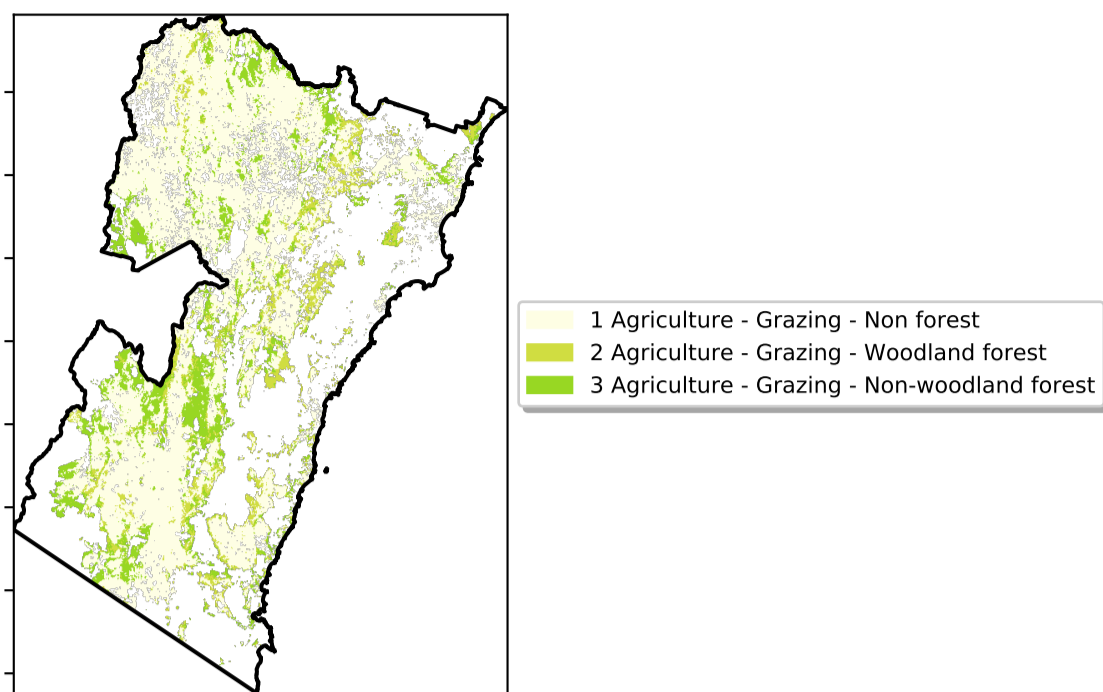 1 Agriculture - Grazing - Non forest
2 Agriculture - Grazing - Woodland forest
3 Agriculture - Grazing - Non-woodland forest